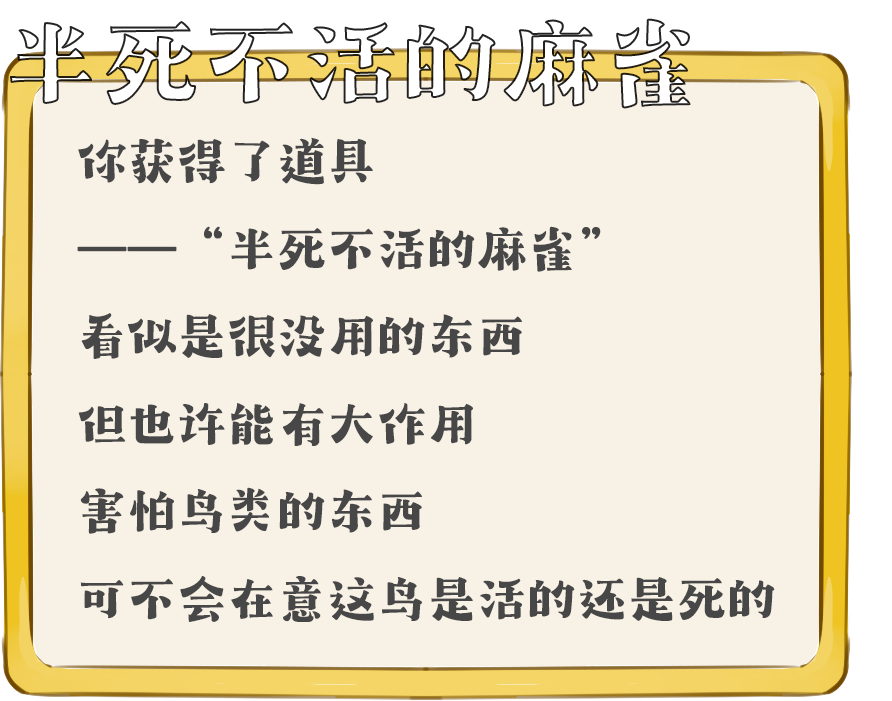 半死不活的麻雀
你获得了道具
——“半死不活的麻雀”
看似是很没用的东西
但也许能有大作用
害怕鸟类的东西
可不会在意这鸟是活的还是死的